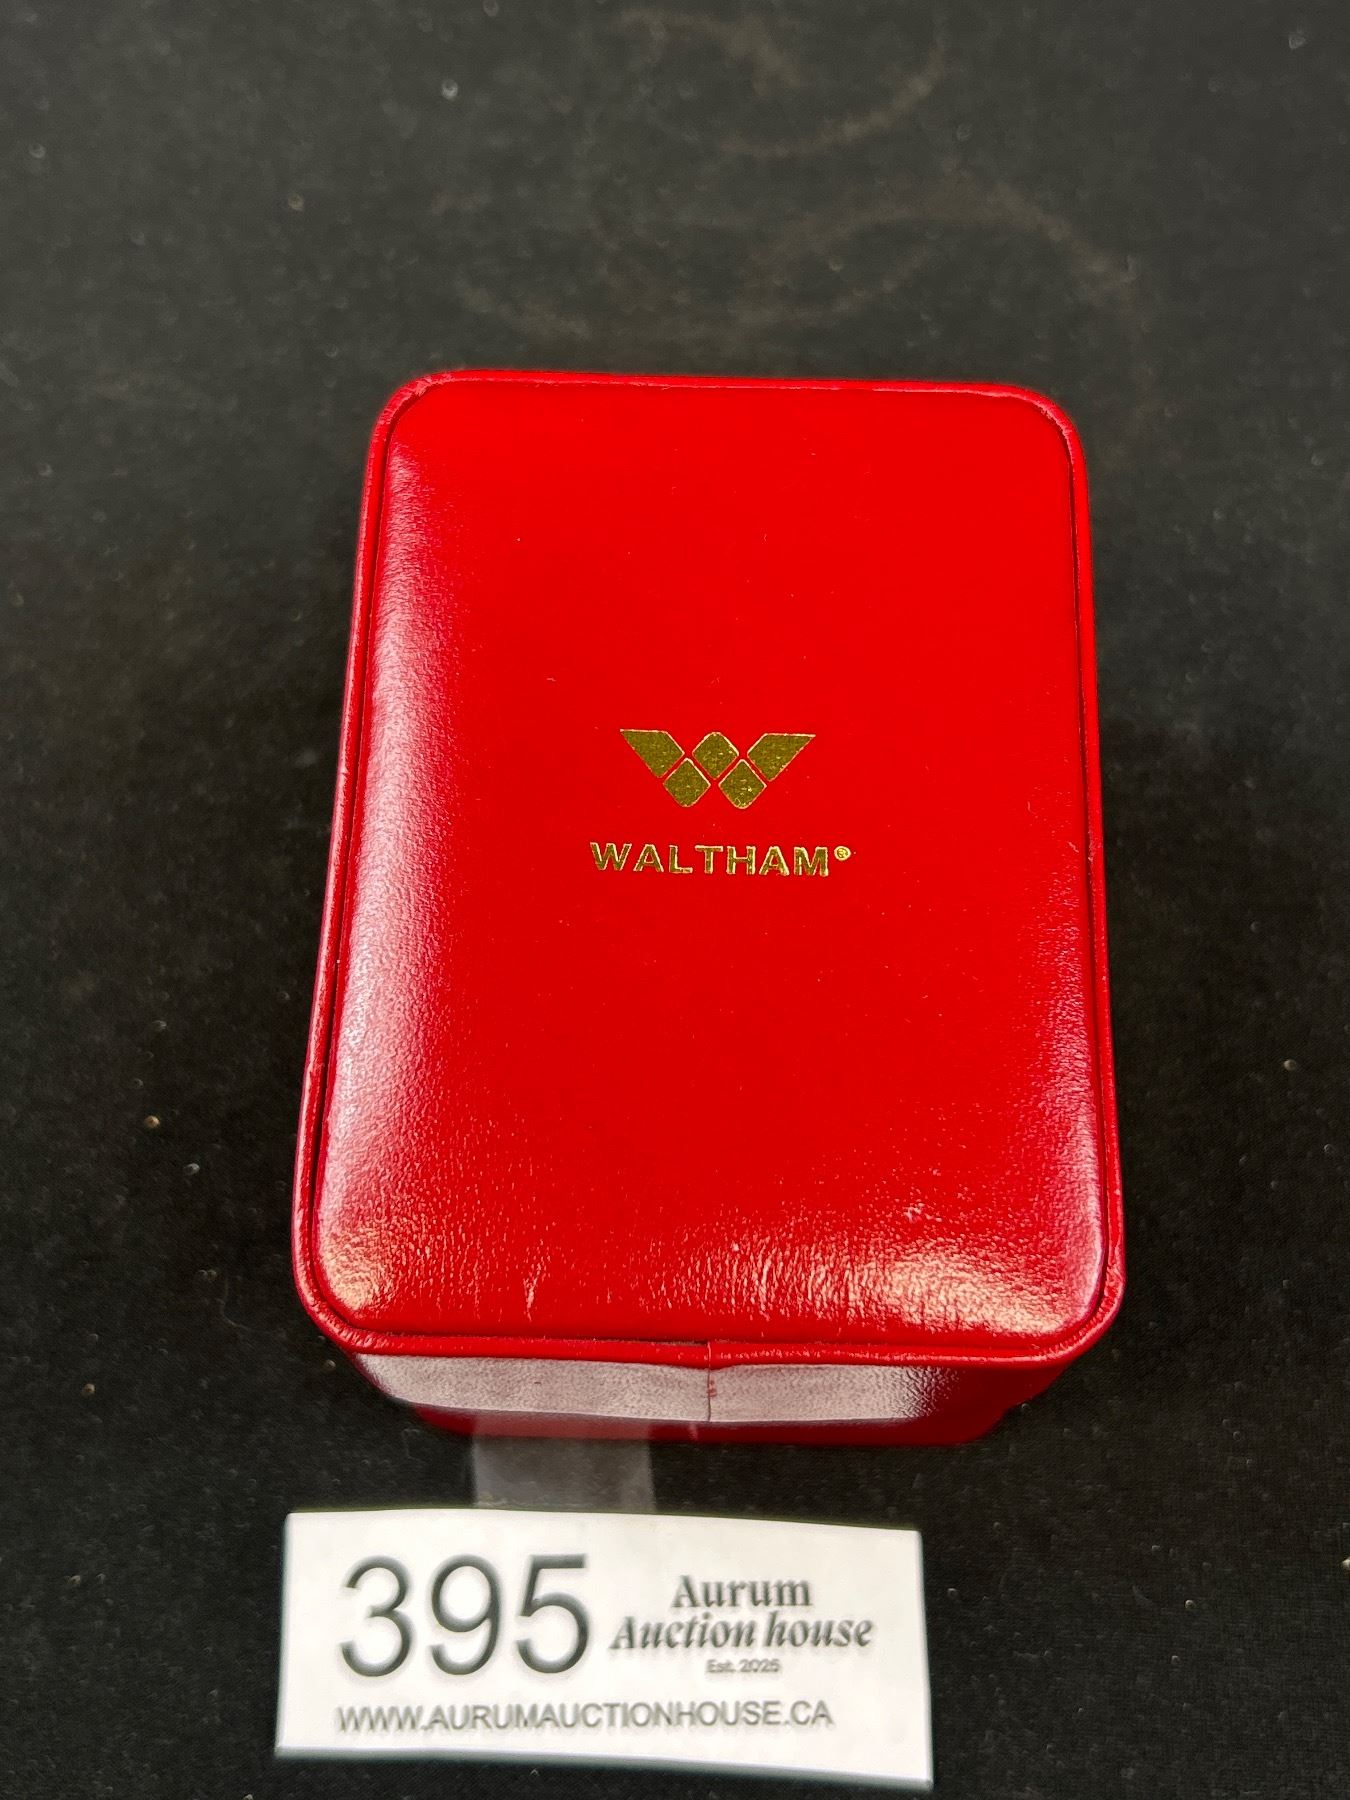 WALTHAM®
395
Aurum
Auction house
Est. 2025
WWW.AURUMAUCTIONHOUSE.CA